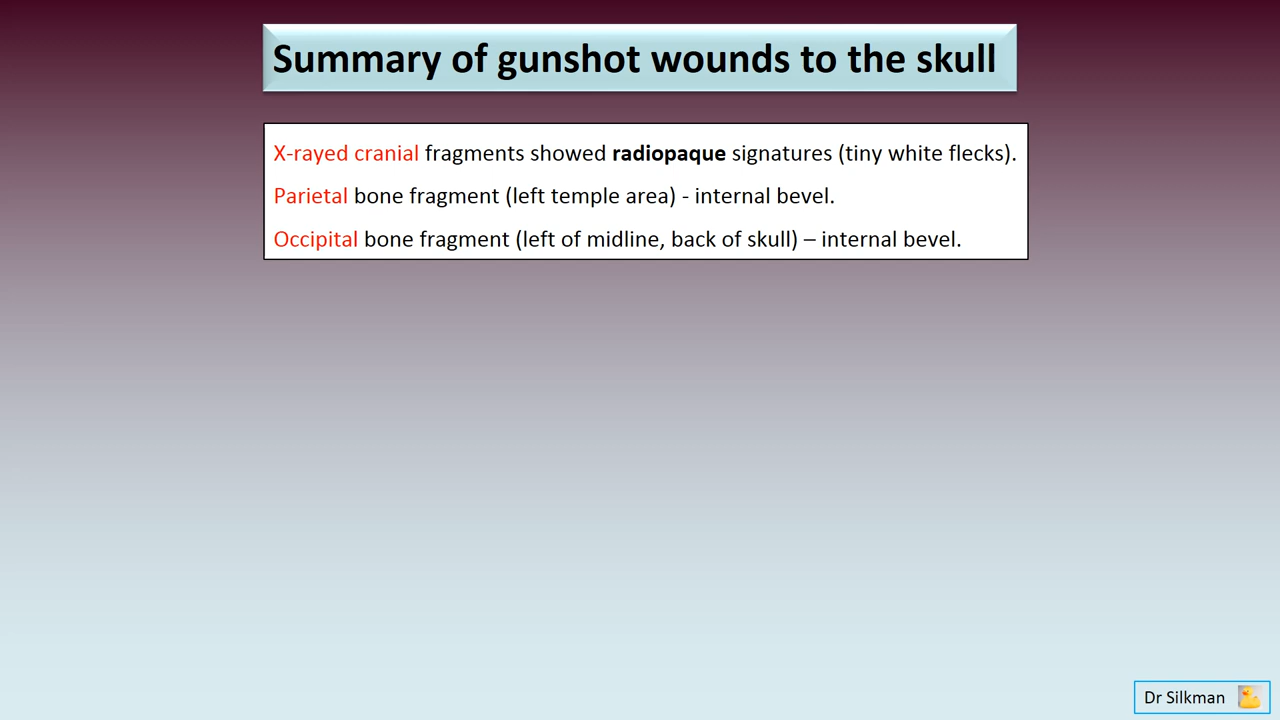 Summary of gunshot wounds to the skull
X-rayed cranial fragments showed radiopaque signatures (tiny white flecks).
Parietal bone fragment (left temple area) - internal bevel.
Occipital bone fragment (left of midline, back of skull) – internal bevel.
Dr Silkman